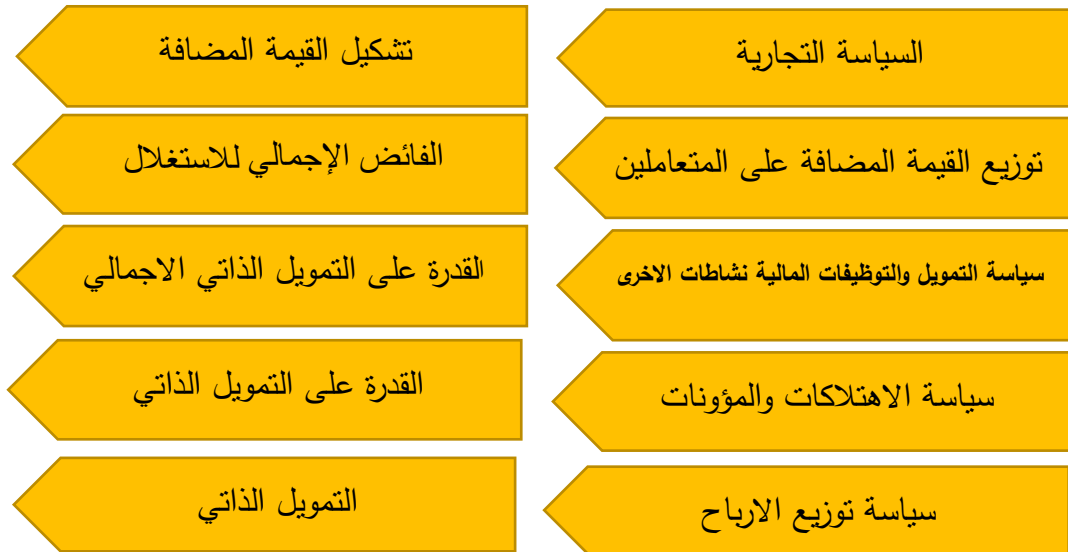 السياسة التجارية
تشكيل القيمة المضافة
توزيع القيمة المضافة على المتعاملين
الفائض الإجمالي للاستغلال
سياسة التمويل والتوظيفات المالية نشاطات الاخرى
القدرة على التمويل الذاتي الاجمالي
سياسة الاهتلاكات والمؤونات
القدرة على التمويل الذاتي
سياسة توزيع الارباح
التمويل الذاتي